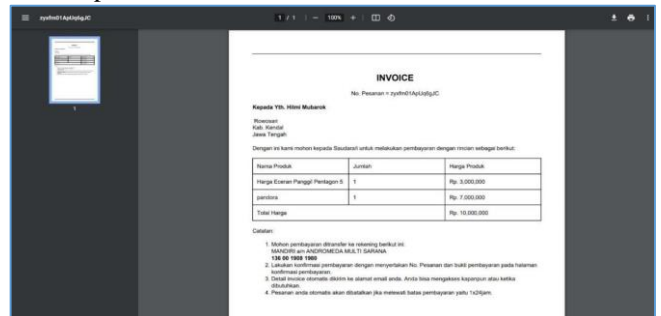 zysfm01ApUq6gJC
1 / 1
100%
1
INVOICE
No. Pesanan = zysfm01ApUq6gJC
Kepada Yth. Hilmi Mubarok
Rowosari
Kab. Kendal
Jawa Tengah
Dengan ini kami mohon kepada Saudara/i untuk melakukan pembayaran dengan rincian sebagai berikut:
Nama Produk Jumlah Harga Produk
Harga Eceran Panggil Pentagon 5 1 Rp. 3,000,000
pandora 1 Rp. 7,000,000
Total Harga Rp. 10,000,000
Catatan:
1. Mohon pembayaran ditransfer ke rekening berikut ini
MANDIRI a/n ANDROMEDA MULTI SARANA
136 00 1908 1980
2. Lakukan konfirmasi pembayaran dengan menyertakan No. Pesanan dan bukti pembayaran pada halaman
konfirmasi pembayaran.
3. Detail invoice otomatis dikirim ke alamat email anda. Anda bisa mengakses kapanpun atau ketika
dibutuhkan.
4. Pesanan anda otomatis akan dibatalkan jika melewati batas pembayaran yaitu 1x24jam.